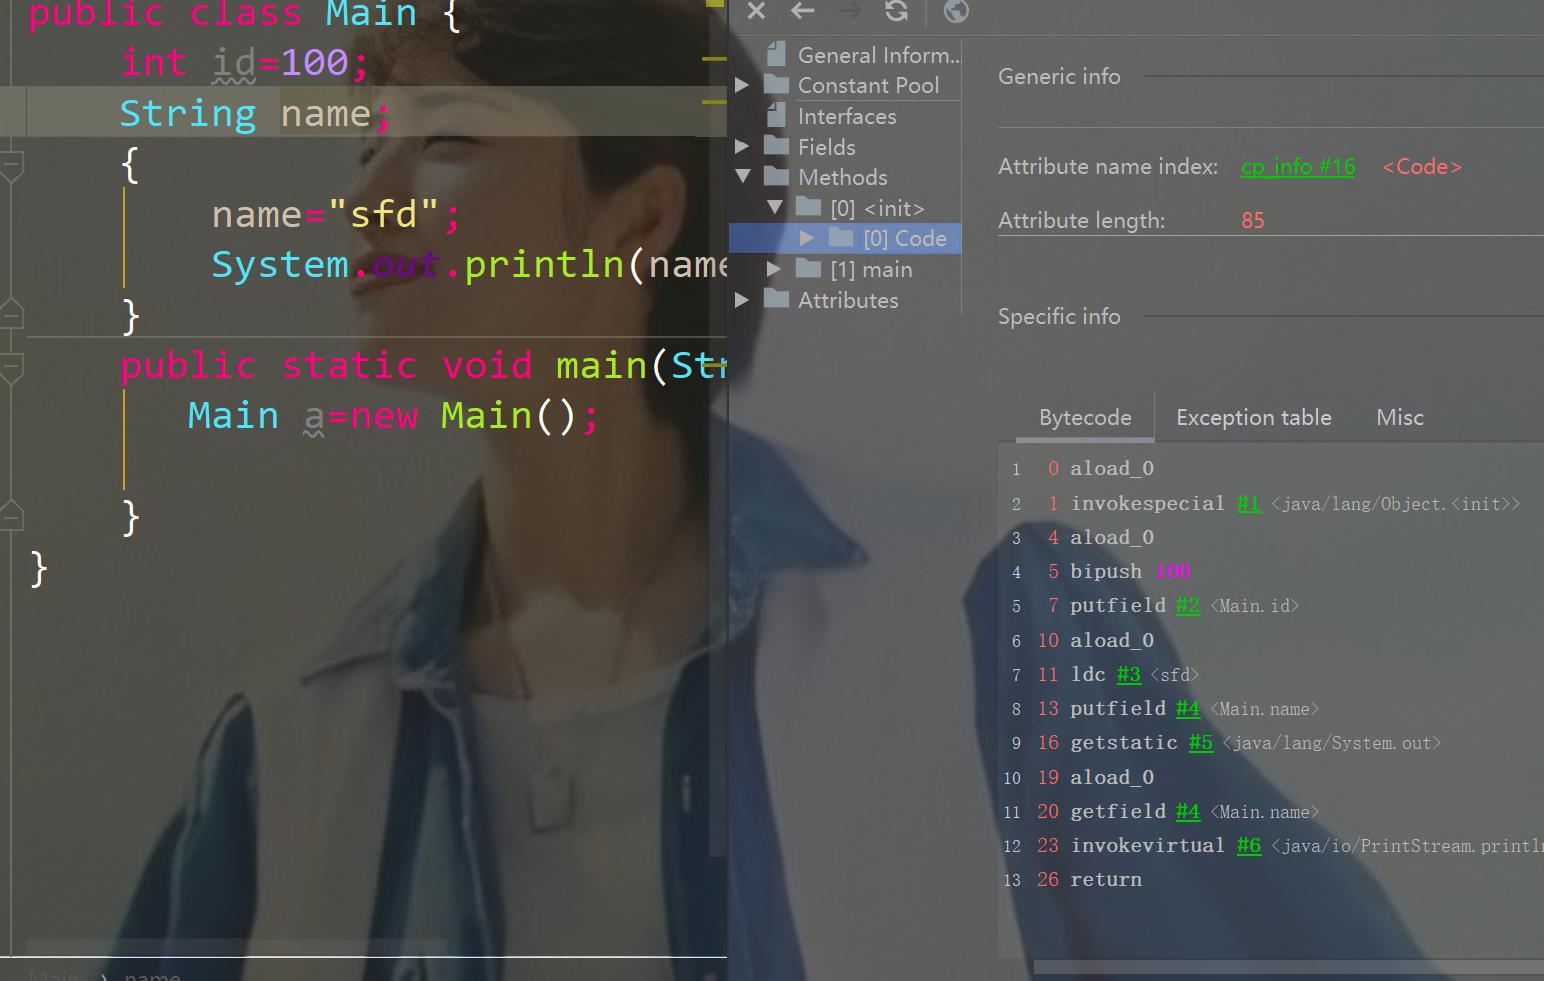 public class Main {
int id=100;
String name;
{
name="sfd";
System.out.println(name
}
public static void main(Str
Main a=new Main();
}
}
Main > name
General Inform...
Constant Pool
Interfaces
Fields
Methods
[0] <init>
[0] Code
[1] main
Attributes
Generic info
Attribute name index: cp_info #16 <Code>
Attribute length: 85
Specific info
Bytecode Exception table Misc
1 0 aload_0
2 1 invokespecial #1 <java/lang/Object.<init>>
3 4 aload_0
4 5 bipush 100
5 7 putfield #2 <Main.id>
6 10 aload_0
7 11 ldc #3 <sfd>
8 13 putfield #4 <Main.name>
9 16 getstatic #5 <java/lang/System.out>
10 19 aload_0
11 20 getfield #4 <Main.name>
12 23 invokevirtual #6 <java/io/PrintStream.println
13 26 return